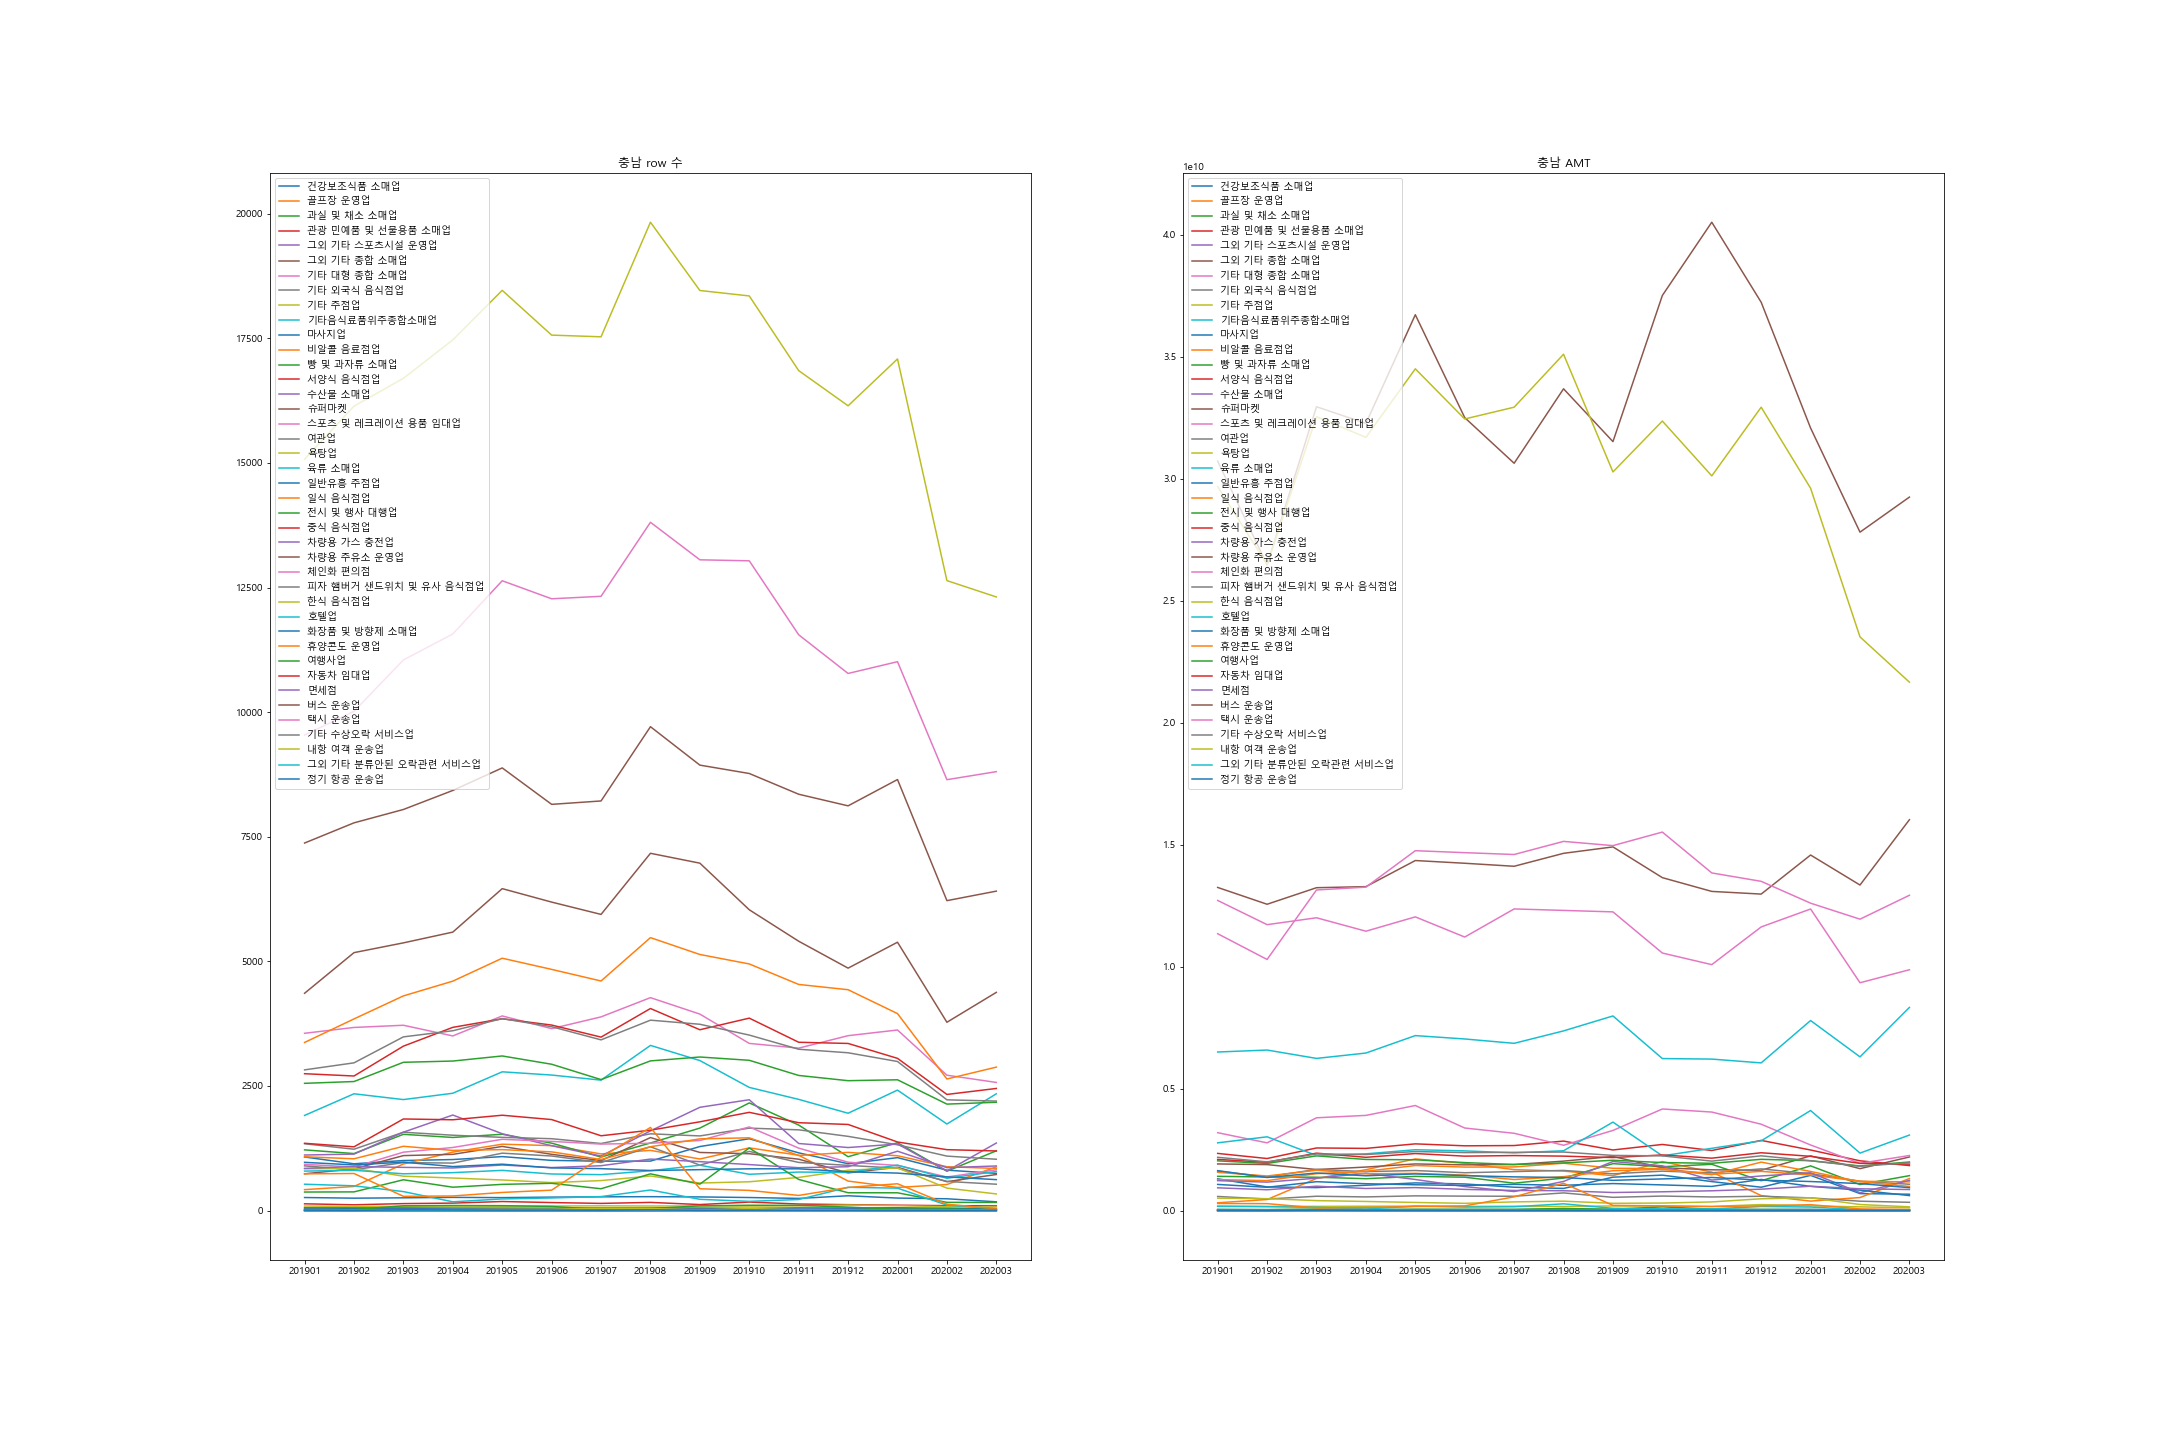 충남 row 수
20000
17500
15000
12500
10000
7500
5000
2500
0
건강보조식품 소매업
골프장 운영업
과실 및 채소 소매업
관광 민예품 및 선물용품 소매업
그외 기타 스포츠시설 운영업
그외 기타 종합 소매업
기타 대형 종합 소매업
기타 외국식 음식점업
기타 주점업
기타음식료품위주종합소매업
마사지업
비알콜 음료점업
빵 및 과자류 소매업
서양식 음식점업
수산물 소매업
슈퍼마켓
스포츠 및 레크레이션 용품 임대업
여관업
욕탕업
육류 소매업
일반유흥 주점업
일식 음식점업
전시 및 행사 대행업
중식 음식점업
차량용 가스 충전업
차량용 주유소 운영업
체인화 편의점
피자 햄버거 샌드위치 및 유사 음식점업
한식 음식점업
호텔업
화장품 및 방향제 소매업
휴양콘도 운영업
여행사업
자동차 임대업
면세점
버스 운송업
택시 운송업
기타 수상오락 서비스업
내항 여객 운송업
그외 기타 분류안된 오락관련 서비스업
정기 항공 운송업
201901 201902 201903 201904 201905 201906 201907 201908 201909 201910 201911 201912 202001 202002 202003
충남 AMT
1e10
4.0
3.5
3.0
2.5
2.0
1.5
1.0
0.5
0.0
건강보조식품 소매업
골프장 운영업
과실 및 채소 소매업
관광 민예품 및 선물용품 소매업
그외 기타 스포츠시설 운영업
그외 기타 종합 소매업
기타 대형 종합 소매업
기타 외국식 음식점업
기타 주점업
기타음식료품위주종합소매업
마사지업
비알콜 음료점업
빵 및 과자류 소매업
서양식 음식점업
수산물 소매업
슈퍼마켓
스포츠 및 레크레이션 용품 임대업
여관업
욕탕업
육류 소매업
일반유흥 주점업
일식 음식점업
전시 및 행사 대행업
중식 음식점업
차량용 가스 충전업
차량용 주유소 운영업
체인화 편의점
피자 햄버거 샌드위치 및 유사 음식점업
한식 음식점업
호텔업
화장품 및 방향제 소매업
휴양콘도 운영업
여행사업
자동차 임대업
면세점
버스 운송업
택시 운송업
기타 수상오락 서비스업
내항 여객 운송업
그외 기타 분류안된 오락관련 서비스업
정기 항공 운송업
201901 201902 201903 201904 201905 201906 201907 201908 201909 201910 201911 201912 202001 202002 202003